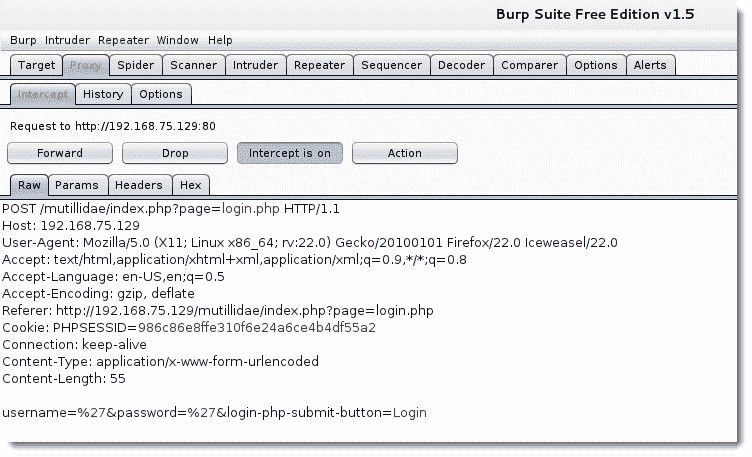 Burp Suite Free Edition v1.5
Burp Intruder Repeater Window Help
Target Proxy Spider Scanner Intruder Repeater Sequencer Decoder Comparer Options Alerts
Intercept History Options
Request to http://192.168.75.129:80
Forward Drop Intercept is on Action
Raw Params Headers Hex
POST /mutillidae/index.php?page=login.php HTTP/1.1
Host: 192.168.75.129
User-Agent: Mozilla/5.0 (X11; Linux x86_64; rv:22.0) Gecko/20100101 Firefox/22.0 Iceweasel/22.0
Accept: text/html,application/xhtml+xml,application/xml;q=0.9,*/*;q=0.8
Accept-Language: en-US,en;q=0.5
Accept-Encoding: gzip, deflate
Referer: http://192.168.75.129/mutillidae/index.php?page=login.php
Cookie: PHPSESSID=986c86e8ffe310f6e24a6ce4b4df55a2
Connection: keep-alive
Content-Type: application/x-www-form-urlencoded
Content-Length: 55
username=%27&password=%27&login-php-submit-button=Login